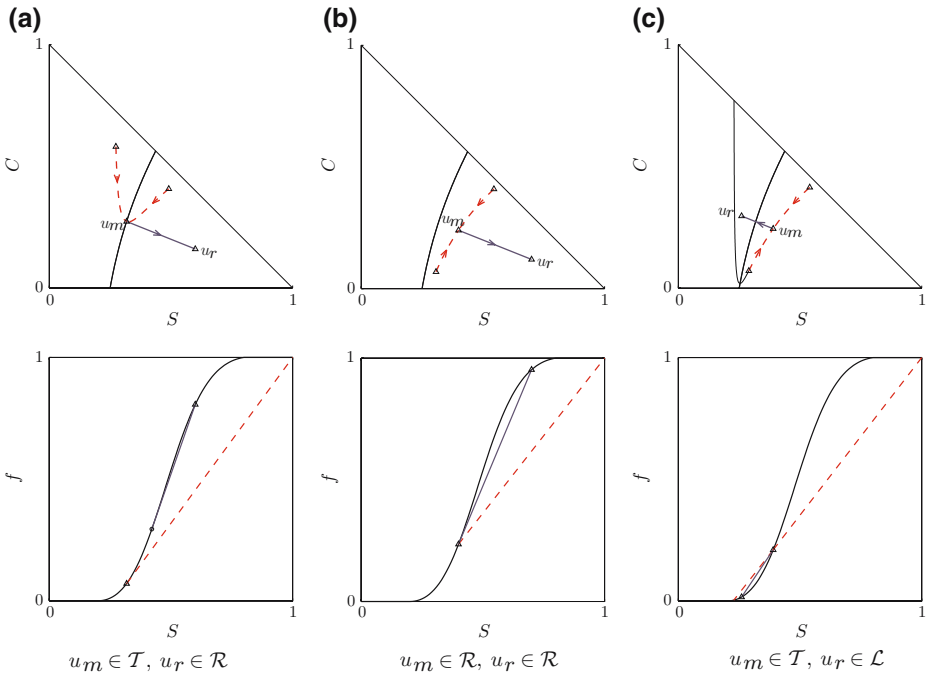 (a)
1
C
u_m
u_r
0
0
1
S
(b)
1
C
u_m
u_r
0
0
1
S
(c)
1
C
u_r
u_m
0
0
1
S
1
f
0
0
1
S
u_m ∈ 𝒯, u_r ∈ ℛ
1
f
0
0
1
S
u_m ∈ ℛ, u_r ∈ ℛ
1
f
0
0
1
S
u_m ∈ 𝒯, u_r ∈ ℒ